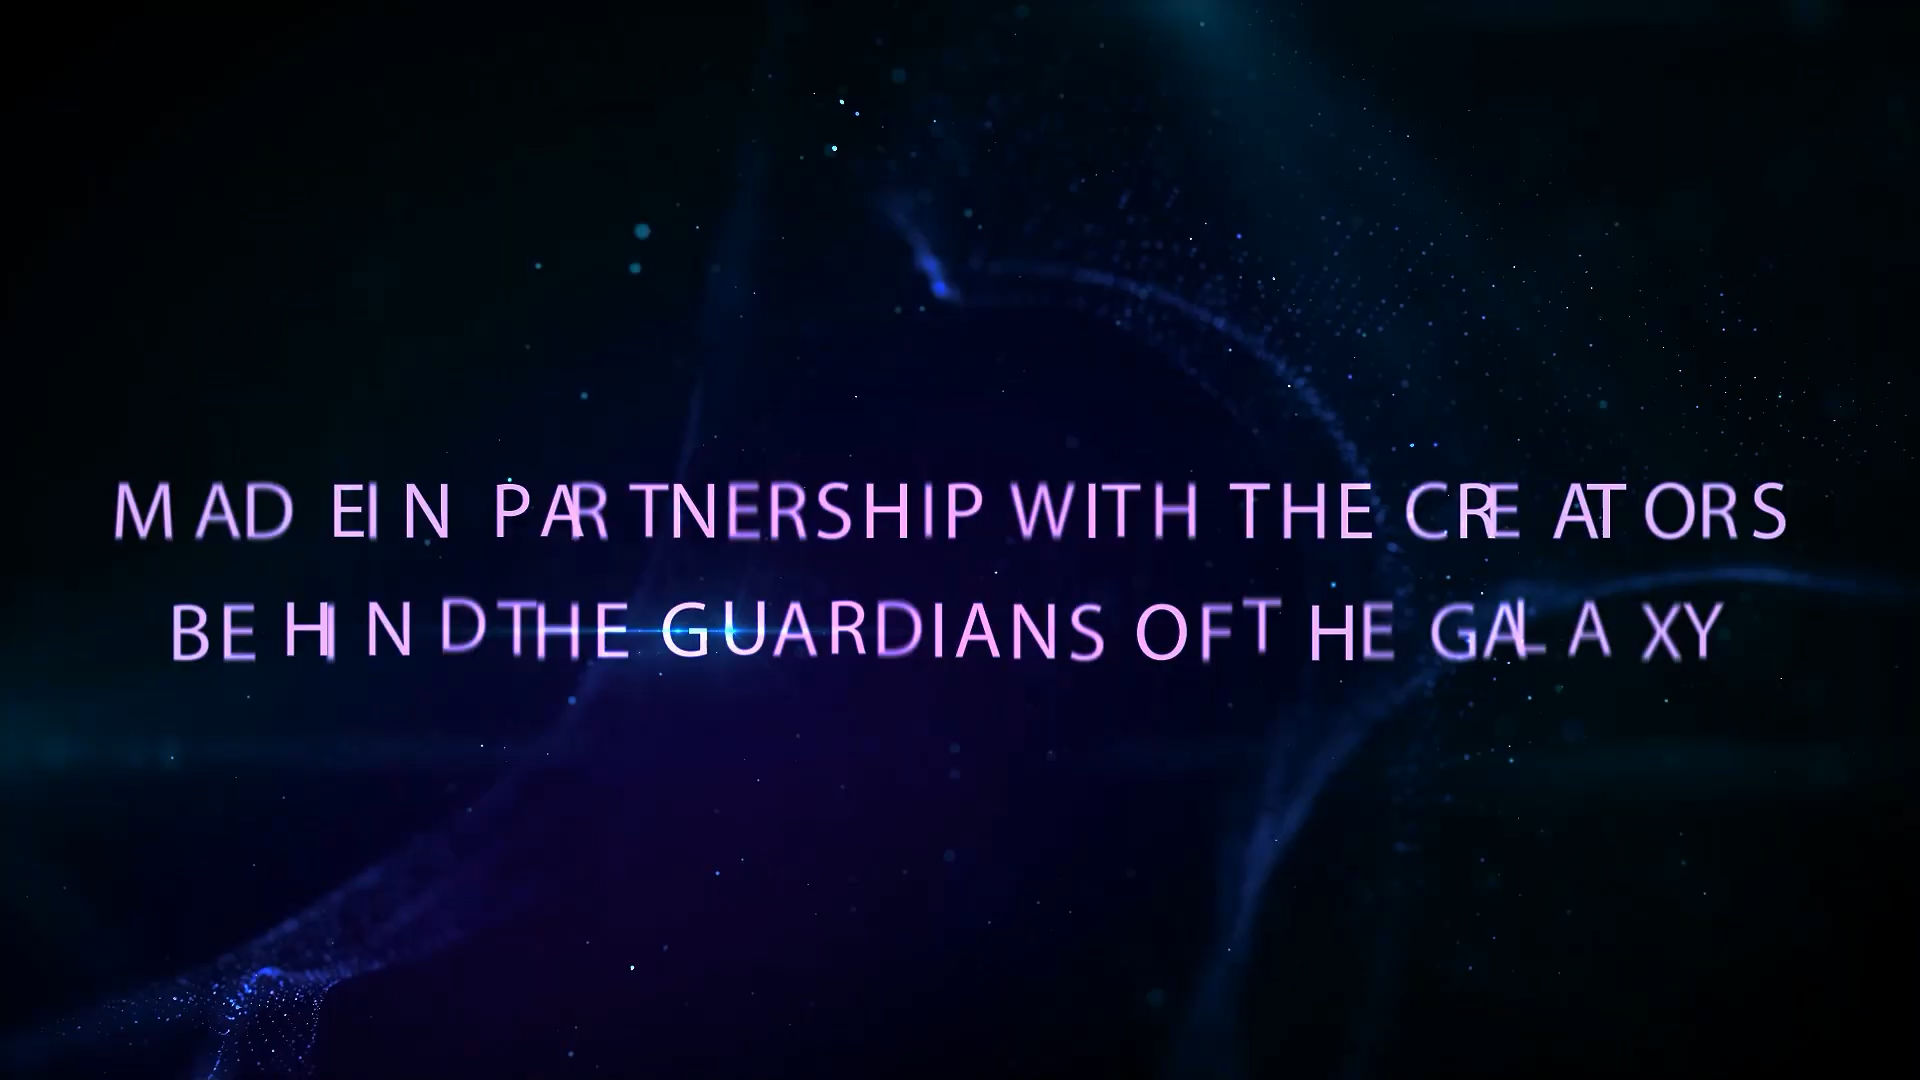 MADE IN PARTNERSHIP WITH THE CREATORS
BEHIND THE GUARDIANS OF THE GALAXY